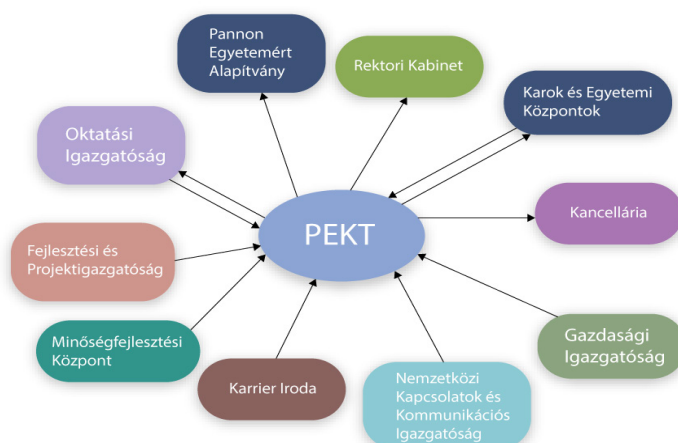 Pannon
Egyetemért
Alapítvány
Rektori Kabinet
Karok és Egyetemi
Központok
Oktatási
Igazgatóság
PEKT
Kancellária
Fejlesztési és
Projektigazgatóság
Minőségfejlesztési
Központ
Karrier Iroda
Nemzetközi
Kapcsolatok és
Kommunikációs
Igazgatóság
Gazdasági
Igazgatóság